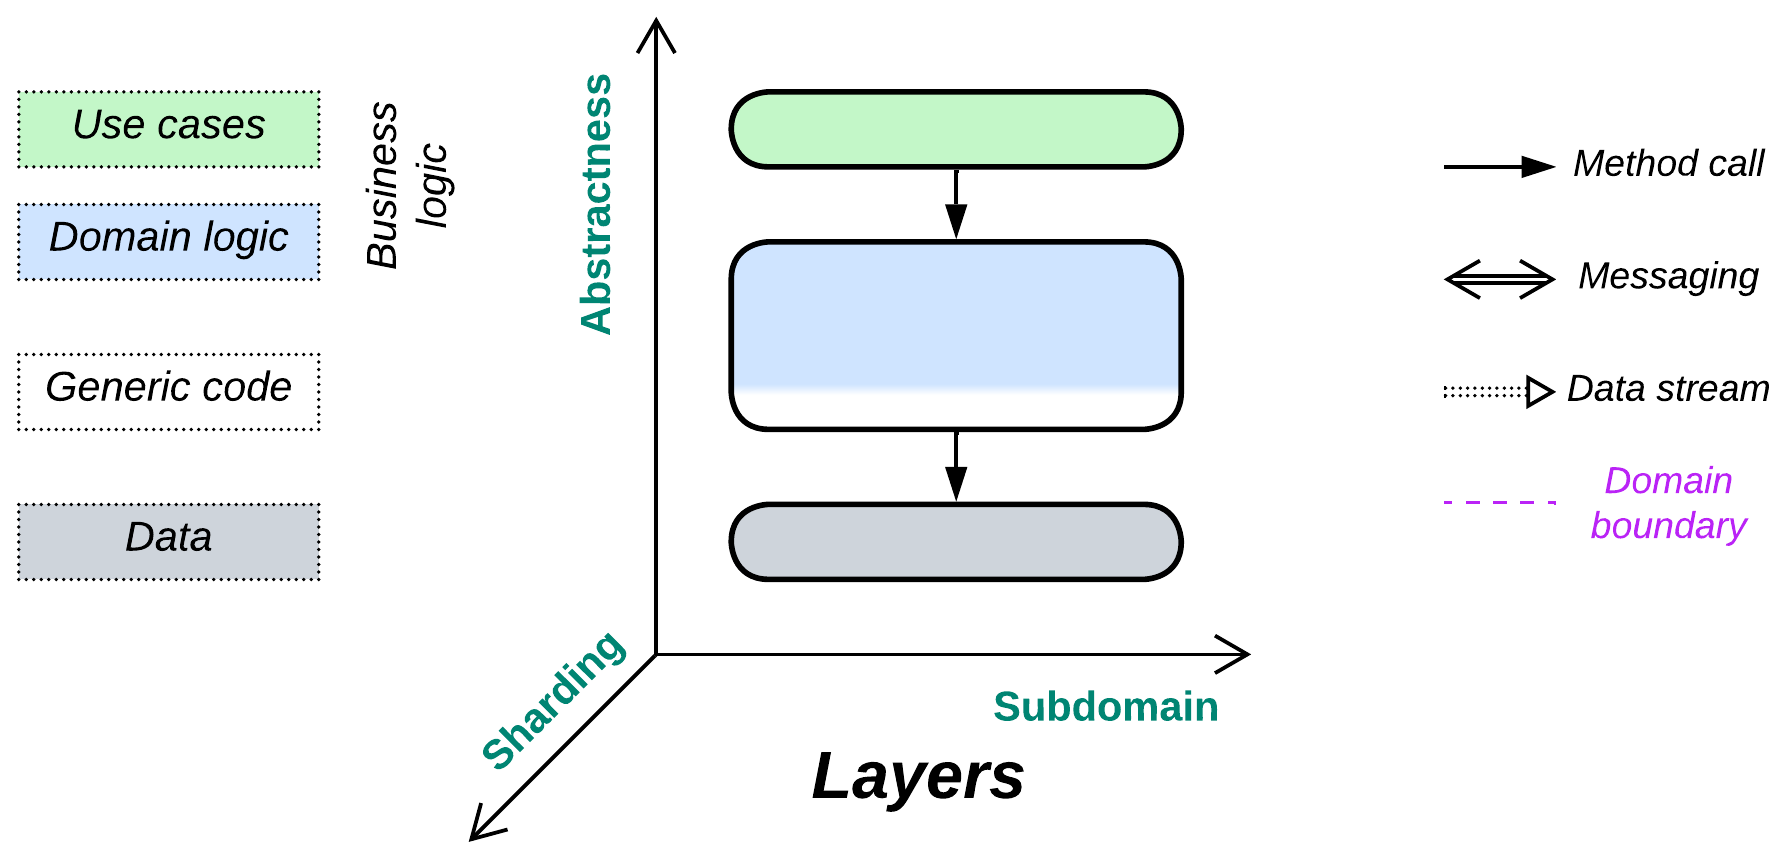 Use cases
Domain logic
Generic code
Data
Business
logic
Abstractness
Sharding
Subdomain
Layers
Method call
Messaging
Data stream
Domain
boundary